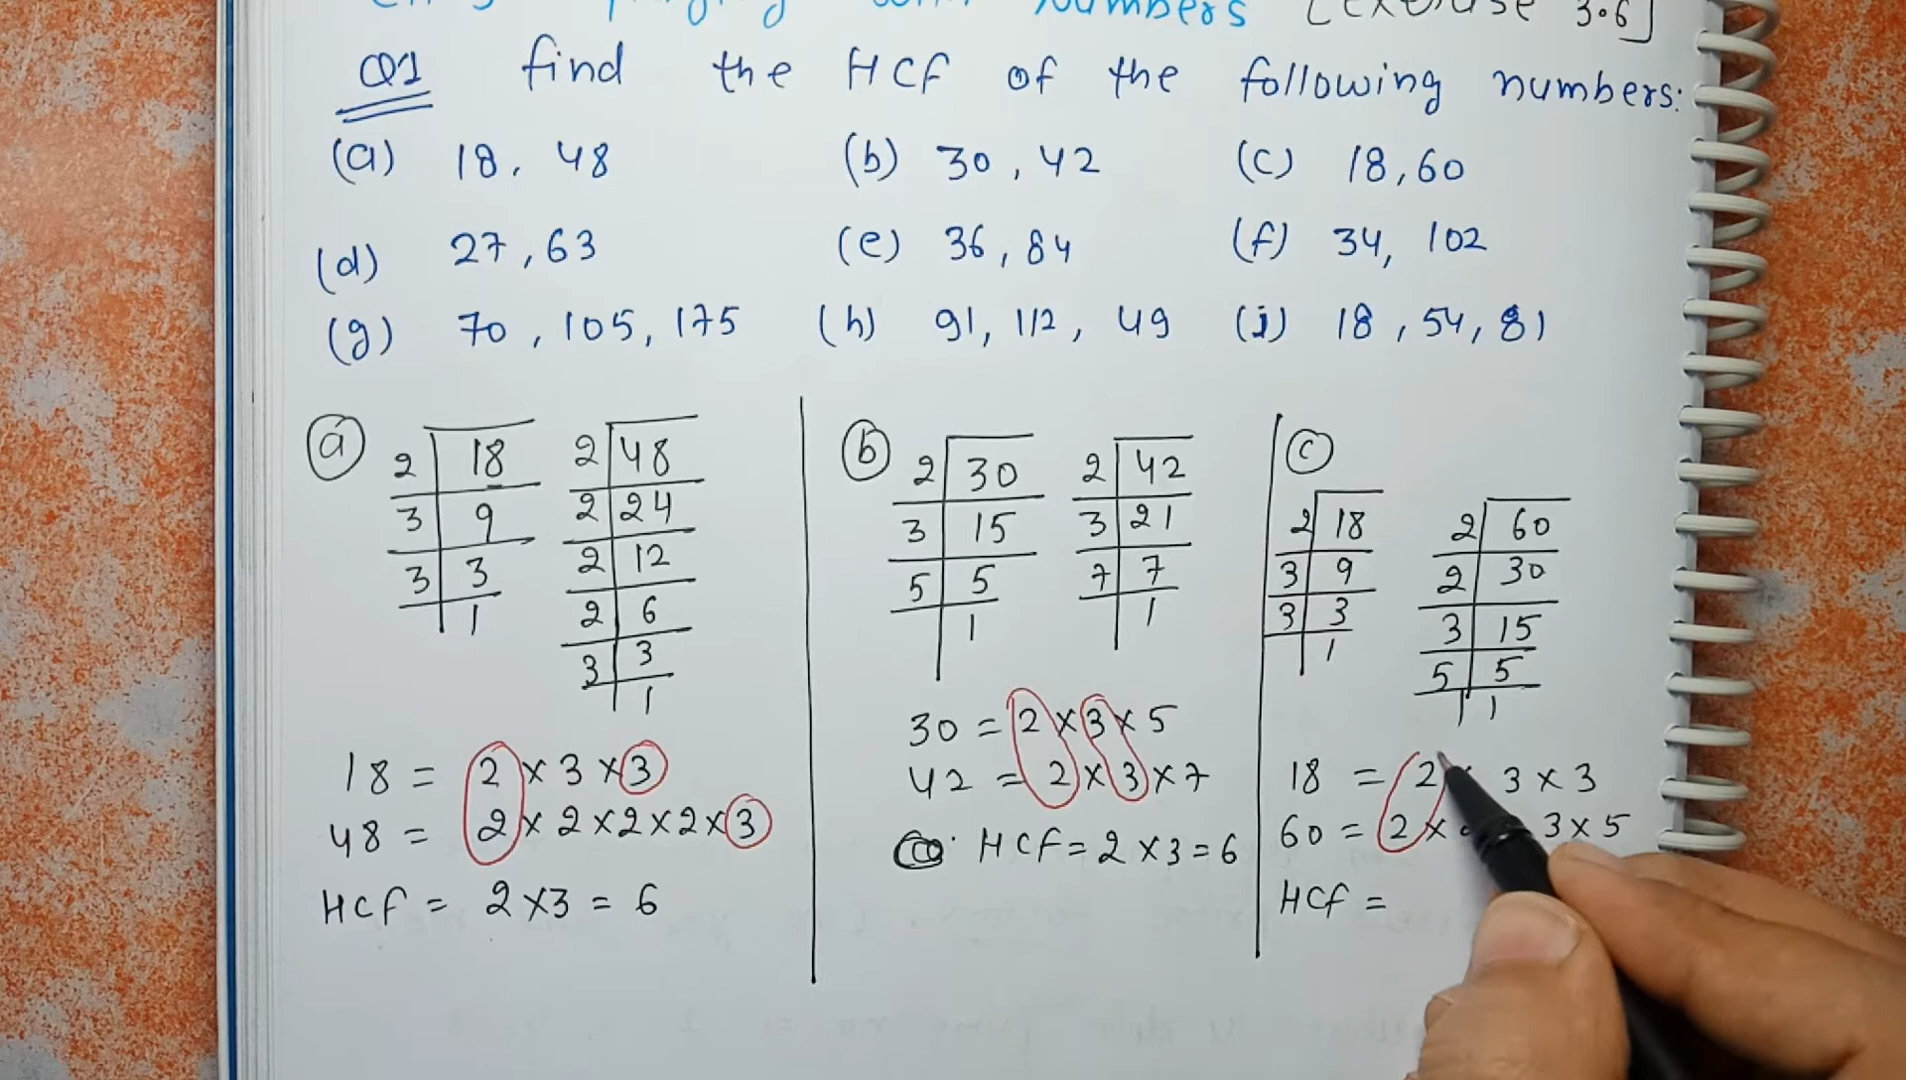 numbers [Exercise 3.6]
Q1 find the HCF of the following numbers:
(a) 18, 48 (b) 30, 42 (c) 18, 60
(d) 27, 63 (e) 36, 84 (f) 34, 102
(g) 70, 105, 175 (h) 91, 112, 49 (i) 18, 54, 81
(a)
2 18
3 9
3 3
1
2 48
2 24
2 12
2 6
3 3
1
18 = 2 × 3 × 3
48 = 2 × 2 × 2 × 2 × 3
HCF = 2 × 3 = 6
(b)
2 30
3 15
5 5
1
2 42
3 21
7 7
1
30 = 2 × 3 × 5
42 = 2 × 3 × 7
HCF = 2 × 3 = 6
(c)
2 18
3 9
3 3
1
2 60
2 30
3 15
5 5
1
18 = 2 × 3 × 3
60 = 2 × 3 × 5
HCF =